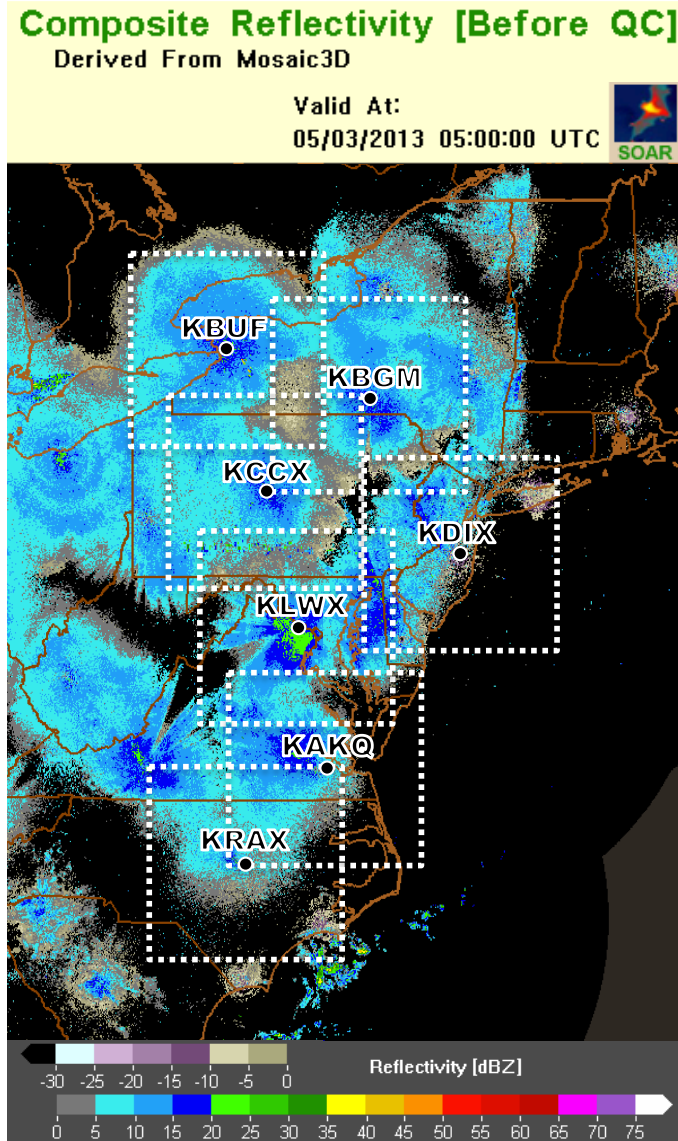 Composite Reflectivity [Before QC]
Derived From Mosaic3D
Valid At:
05/03/2013 05:00:00 UTC
SOAR
KBUF
KBGM
KCCX
KDIX
KLWX
KAKQ
KRAX
Reflectivity [dBZ]
-30 -25 -20 -15 -10 -5 0
0 5 10 15 20 25 30 35 40 45 50 55 60 65 70 75